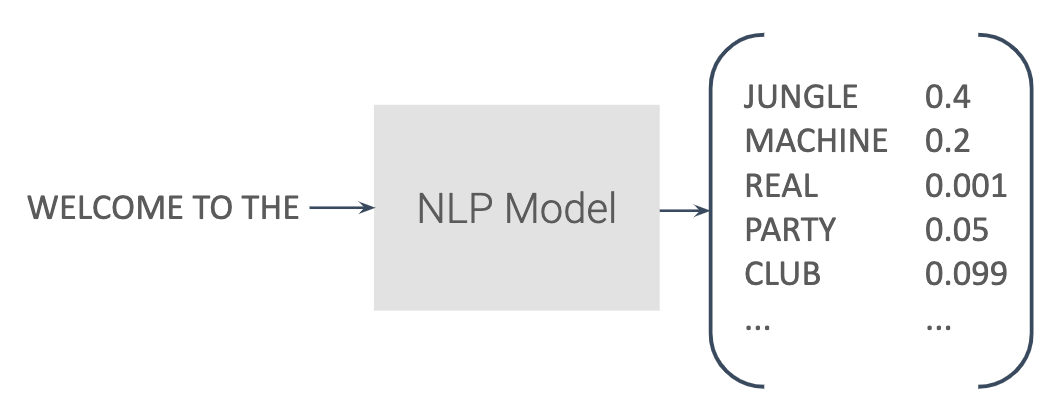 WELCOME TO THE
NLP Model
JUNGLE 0.4
MACHINE 0.2
REAL 0.001
PARTY 0.05
CLUB 0.099
... ...